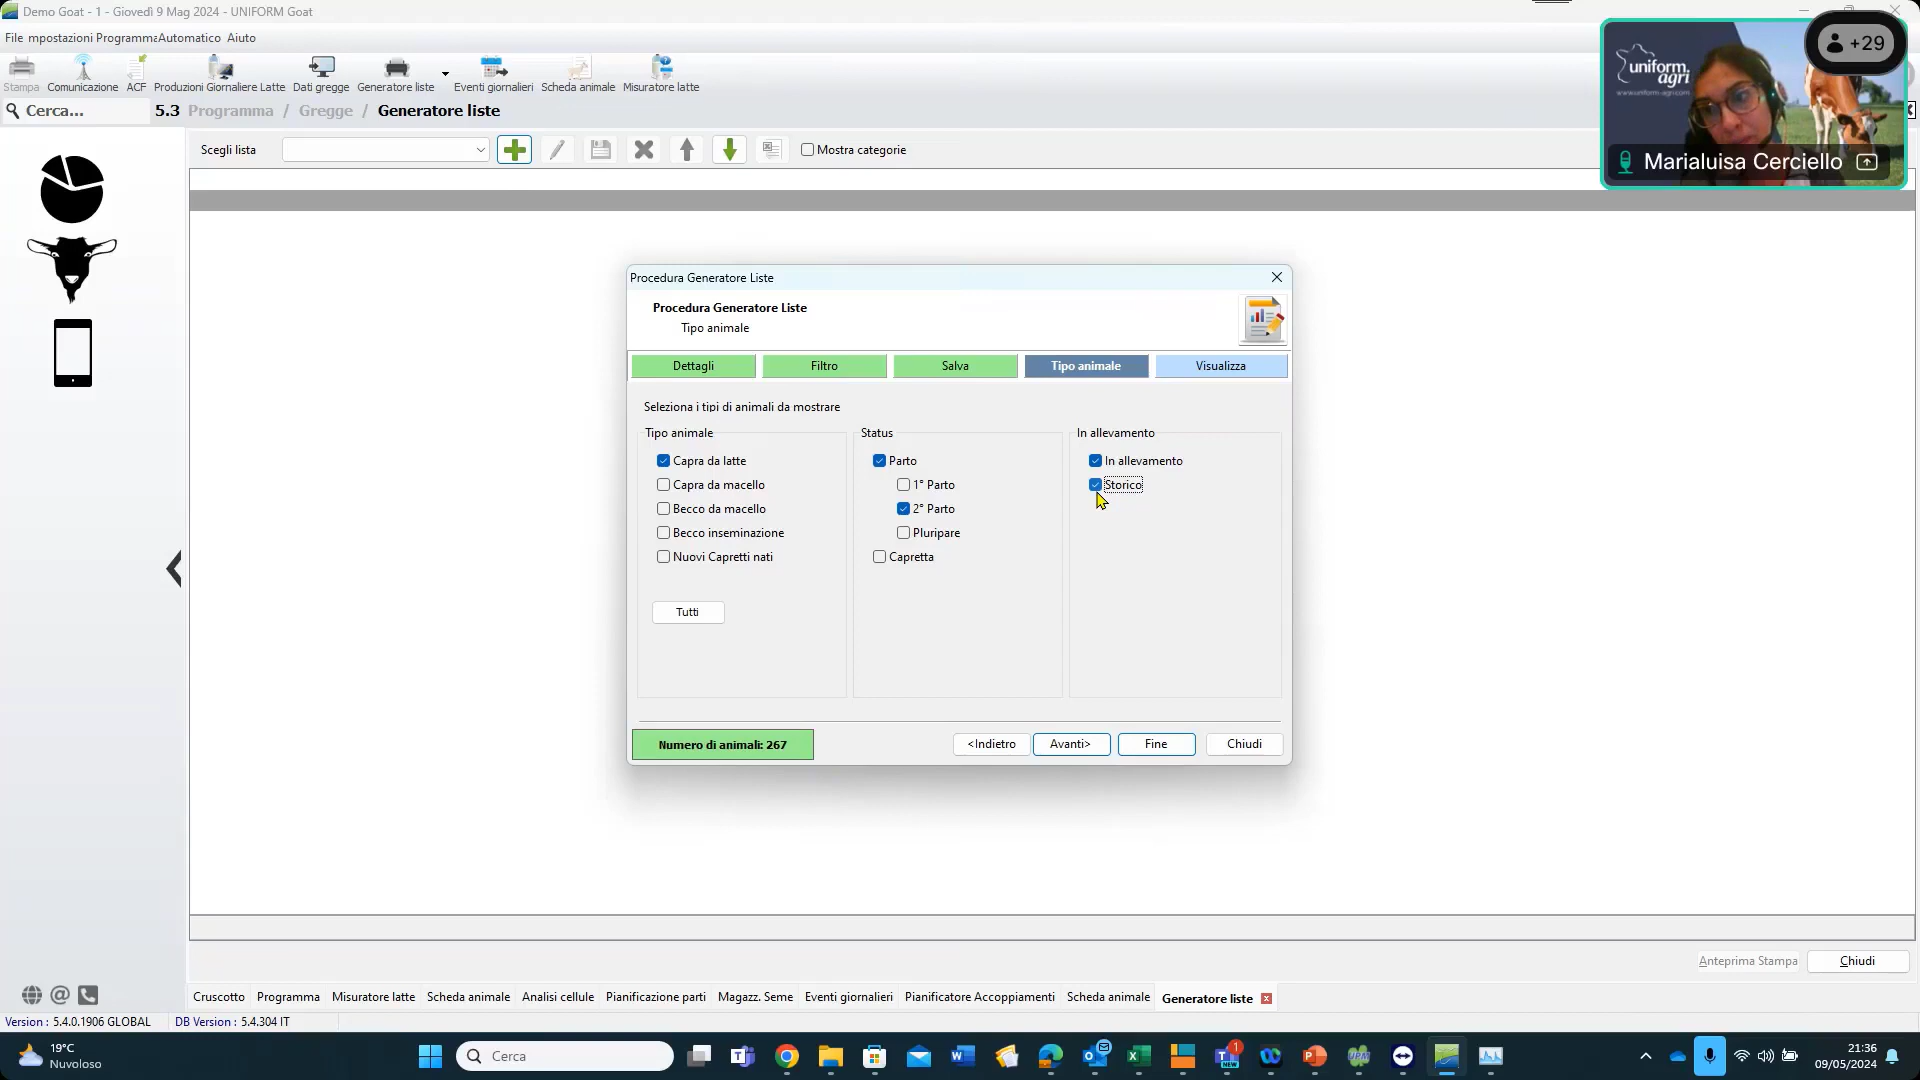 Demo Goat - 1 - Giovedì 9 Mag 2024 - UNIFORM Goat
File mpostazioni Programma Automatico Aiuto
Stampa Comunicazione ACF Produzioni Giornaliere Latte Dati gregge Generatore liste Eventi giornalieri Scheda animale Misuratore latte
Cerca... 5.3 Programma / Gregge / Generatore liste
Scegli lista Mostra categorie
+29
uniform.
agri
www.uniform-agri.com
Marialuisa Cerciello
Procedura Generatore Liste
Procedura Generatore Liste
Tipo animale
Dettagli Filtro Salva Tipo animale Visualizza
Seleziona i tipi di animali da mostrare
Tipo animale Status In allevamento
Capra da latte Parto In allevamento
Capra da macello 1° Parto Storico
Becco da macello 2° Parto
Becco inseminazione Pluripare
Nuovi Capretti nati Capretta
Tutti
Numero di animali: 267 <Indietro Avanti> Fine Chiudi
Anteprima Stampa Chiudi
Cruscotto Programma Misuratore latte Scheda animale Analisi cellule Pianificazione parti Magazz. Seme Eventi giornalieri Pianificatore Accoppiamenti Scheda animale Generatore liste
Version : 5.4.0.1906 GLOBAL DB Version : 5.4.304 IT
19°C
Nuvoloso
Cerca
21:36
09/05/2024